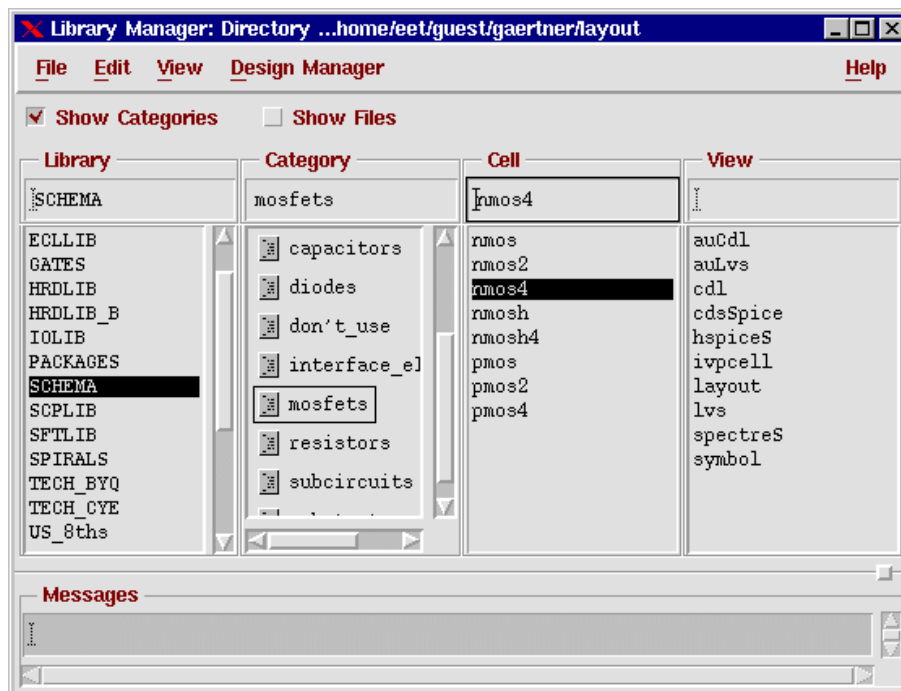 Library Manager: Directory ...home/eet/guest/gaertner/layout
File Edit View Design Manager Help
Show Categories Show Files
Library Category Cell View
SCHEMA mosfets nmos4
ECLLIB
GATES
HRDLIB
HRDLIB_B
IOLIB
PACKAGES
SCHEMA
SCPLIB
SFTLIB
SPIRALS
TECH_BYQ
TECH_CYE
US_8ths
capacitors
diodes
don't_use
interface_el
mosfets
resistors
subcircuits
nmos
nmos2
nmos4
nmosh
nmosh4
pmos
pmos2
pmos4
auCdl
auLvs
cdl
cdsSpice
hspiceS
ivpcell
layout
lvs
spectreS
symbol
Messages